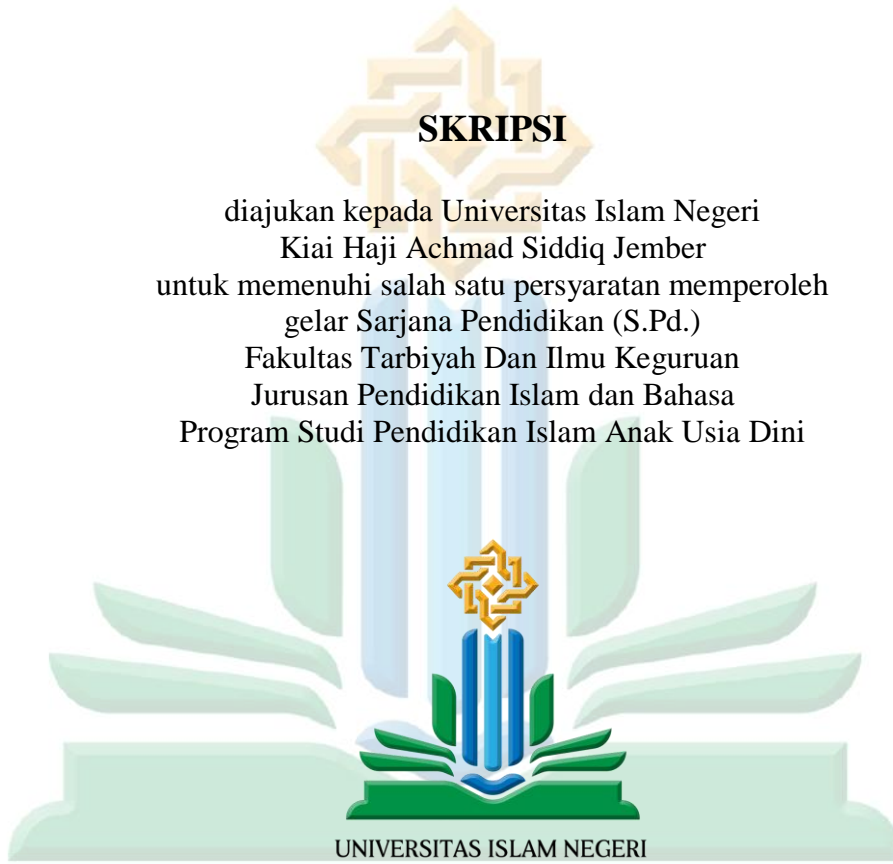 SKRIPSI
diajukan kepada Universitas Islam Negeri
Kiai Haji Achmad Siddiq Jember
untuk memenuhi salah satu persyaratan memperoleh
gelar Sarjana Pendidikan (S.Pd.)
Fakultas Tarbiyah Dan Ilmu Keguruan
Jurusan Pendidikan Islam dan Bahasa
Program Studi Pendidikan Islam Anak Usia Dini
UNIVERSITAS ISLAM NEGERI